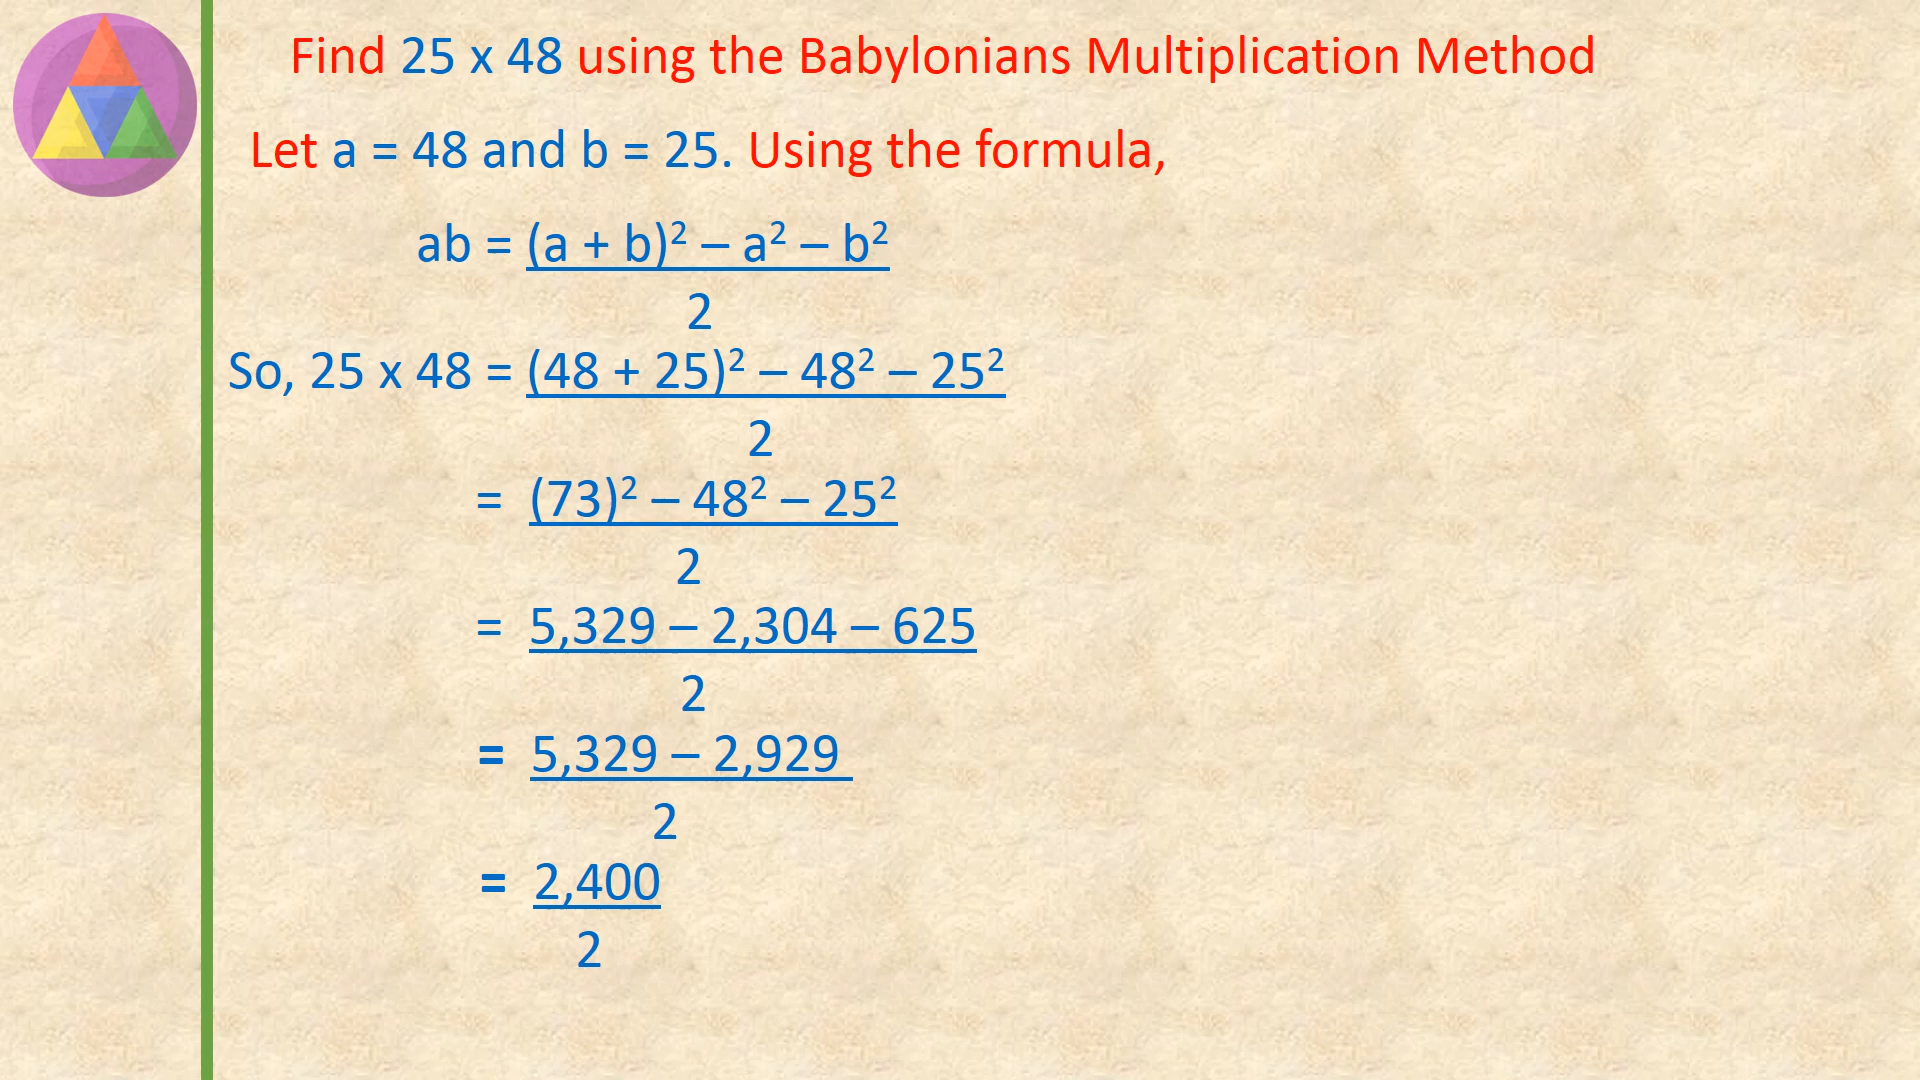 Find 25 x 48 using the Babylonians Multiplication Method
Let a = 48 and b = 25. Using the formula,
ab = (a + b)² – a² – b²
2
So, 25 x 48 = (48 + 25)² – 48² – 25²
2
= (73)² – 48² – 25²
2
= 5,329 – 2,304 – 625
2
= 5,329 – 2,929
2
= 2,400
2